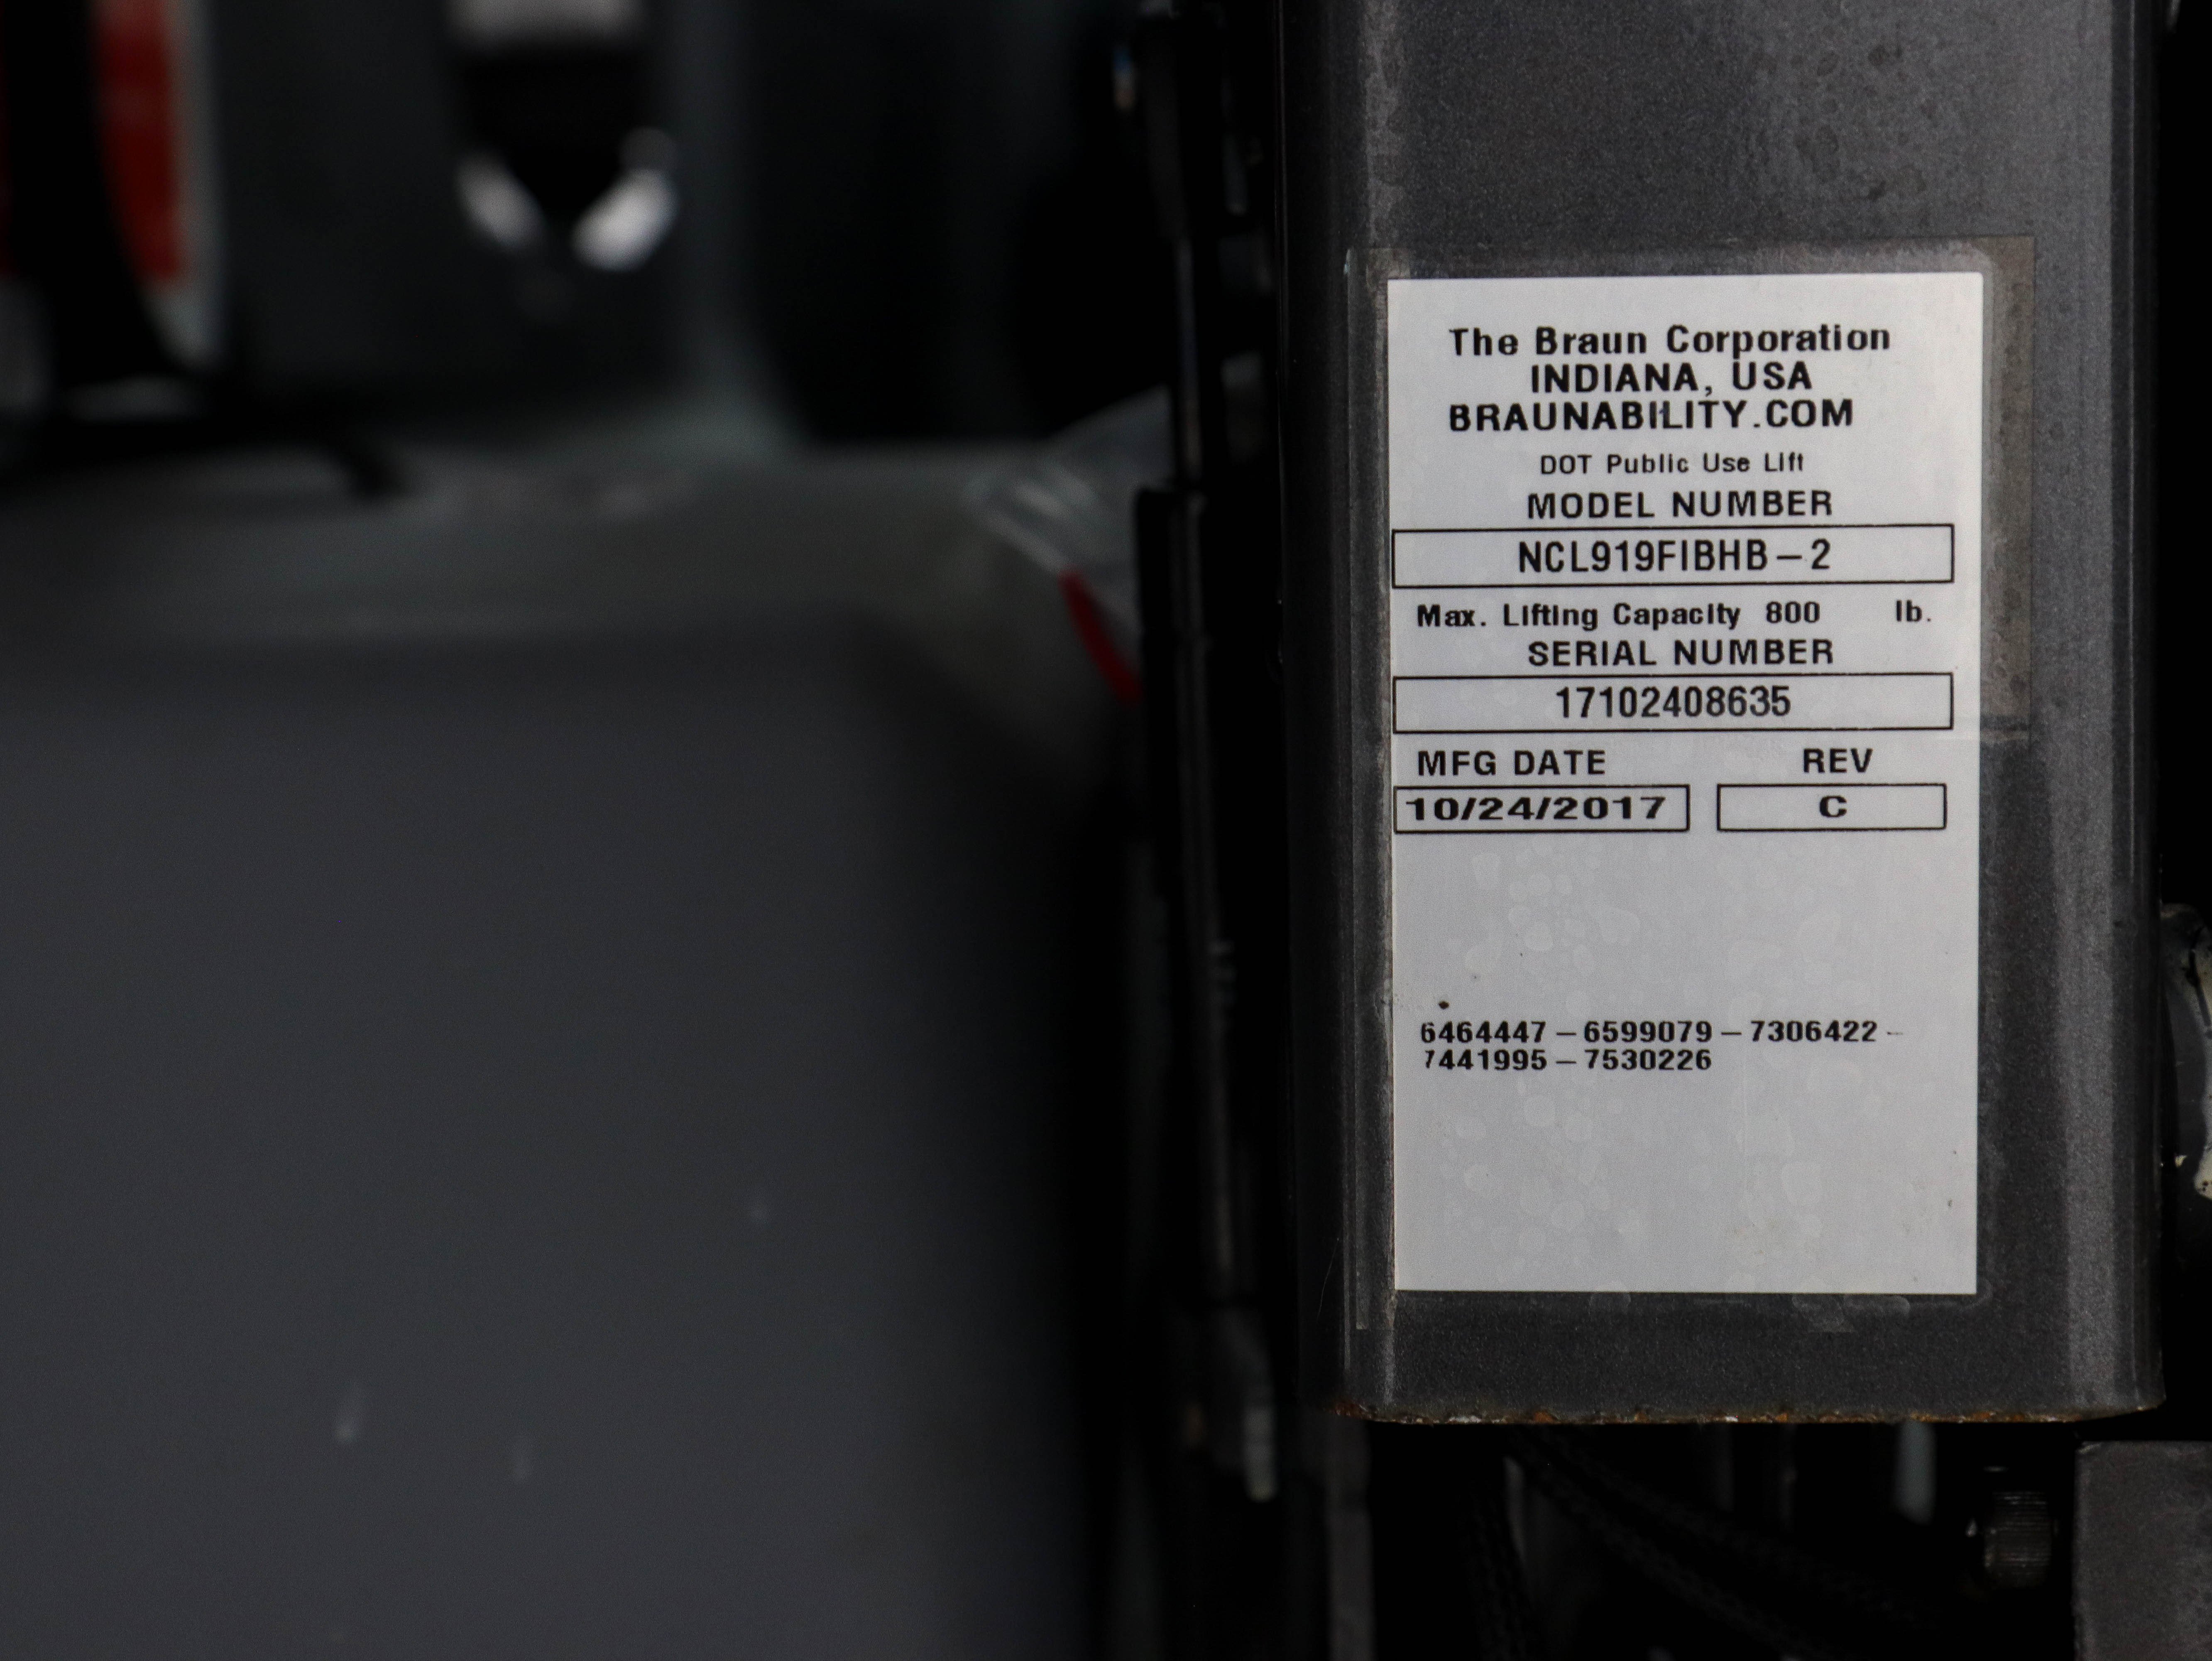 The Braun Corporation
INDIANA, USA
BRAUNABILITY.COM
DOT Public Use Lift
MODEL NUMBER
NCL919FIBHB-2
Max. Lifting Capacity 800 lb.
SERIAL NUMBER
17102408635
MFG DATE REV
10/24/2017 C
6464447-6599079-7306422-
7441995-7530226